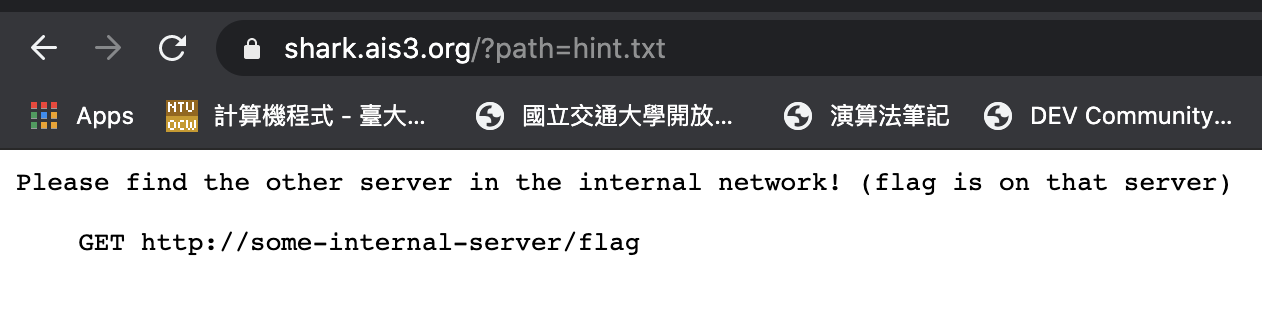 shark.ais3.org/?path=hint.txt
Apps NTU OCW 計算機程式 - 臺大... 國立交通大學開放... 演算法筆記 DEV Community...
Please find the other server in the internal network! (flag is on that server)
GET http://some-internal-server/flag